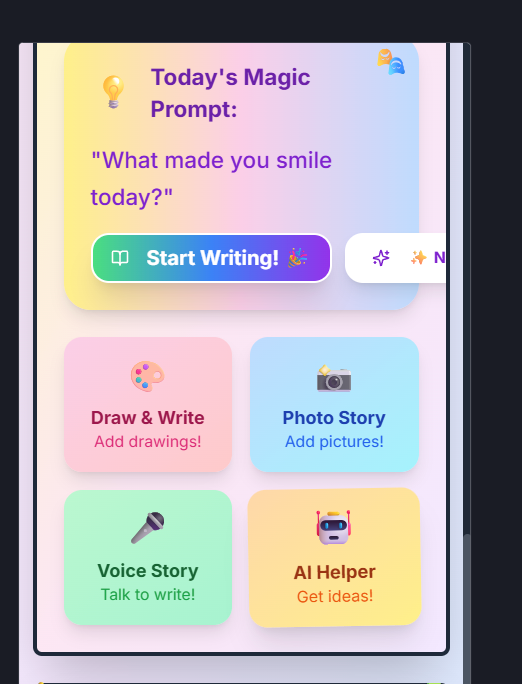 Today's Magic
Prompt:
"What made you smile
today?"
Start Writing! 🎉
✨ N
Draw & Write
Add drawings!
Photo Story
Add pictures!
Voice Story
Talk to write!
AI Helper
Get ideas!